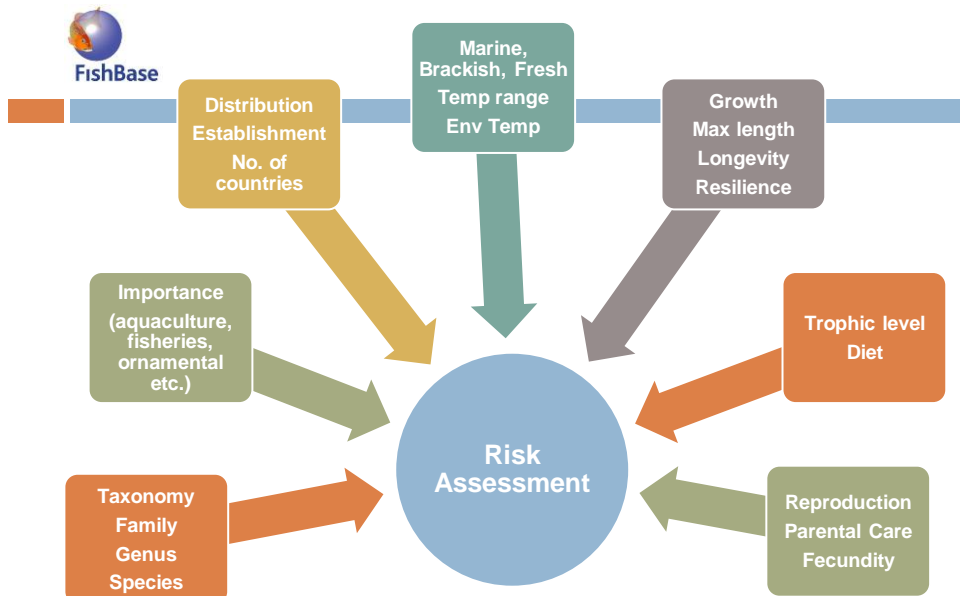 FishBase
Marine,
Brackish, Fresh
Temp range
Env Temp
Distribution
Establishment
No. of
countries
Growth
Max length
Longevity
Resilience
Importance
(aquaculture,
fisheries,
ornamental
etc.)
Trophic level
Diet
Risk
Assessment
Taxonomy
Family
Genus
Species
Reproduction
Parental Care
Fecundity